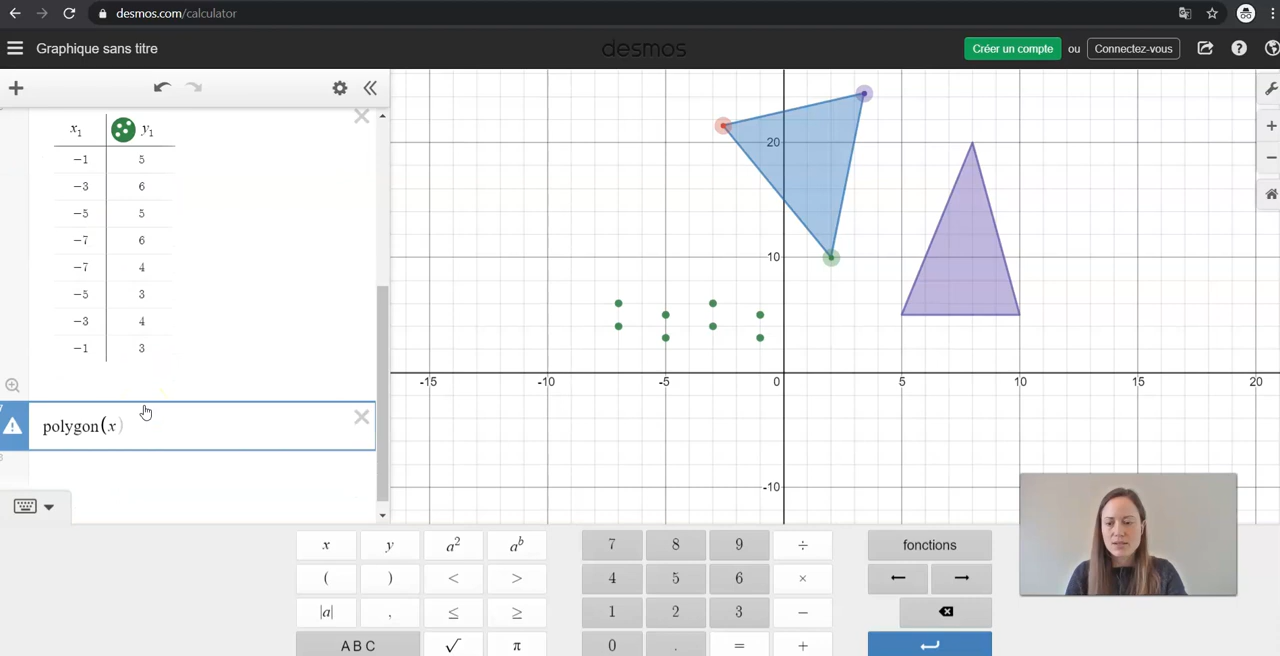 desmos.com/calculator
Graphique sans titre
desmos
Créer un compte
ou
Connectez-vous
x₁ y₁
−1 5
−3 6
−5 5
−7 6
−7 4
−5 3
−3 4
−1 3
polygon(x)
20
10
-15 -10 -5 0 5 10 15 20
-10
x y a² aᵇ 7 8 9 ÷ fonctions
( ) < > 4 5 6 × ← →
|a| , ≤ ≥ 1 2 3 −
A B C √ π 0 . = +